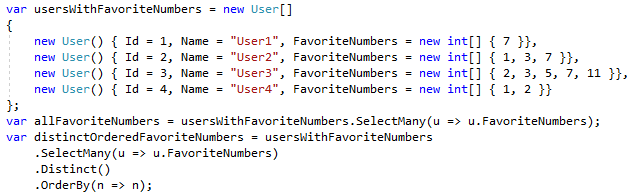 var usersWithFavoriteNumbers = new User[]
{
    new User() { Id = 1, Name = "User1", FavoriteNumbers = new int[] { 7 }},
    new User() { Id = 2, Name = "User2", FavoriteNumbers = new int[] { 1, 3, 7 }},
    new User() { Id = 3, Name = "User3", FavoriteNumbers = new int[] { 2, 3, 5, 7, 11 }},
    new User() { Id = 4, Name = "User4", FavoriteNumbers = new int[] { 1, 2 }}
};
var allFavoriteNumbers = usersWithFavoriteNumbers.SelectMany(u => u.FavoriteNumbers);
var distinctOrderedFavoriteNumbers = usersWithFavoriteNumbers
    .SelectMany(u => u.FavoriteNumbers)
    .Distinct()
    .OrderBy(n => n);